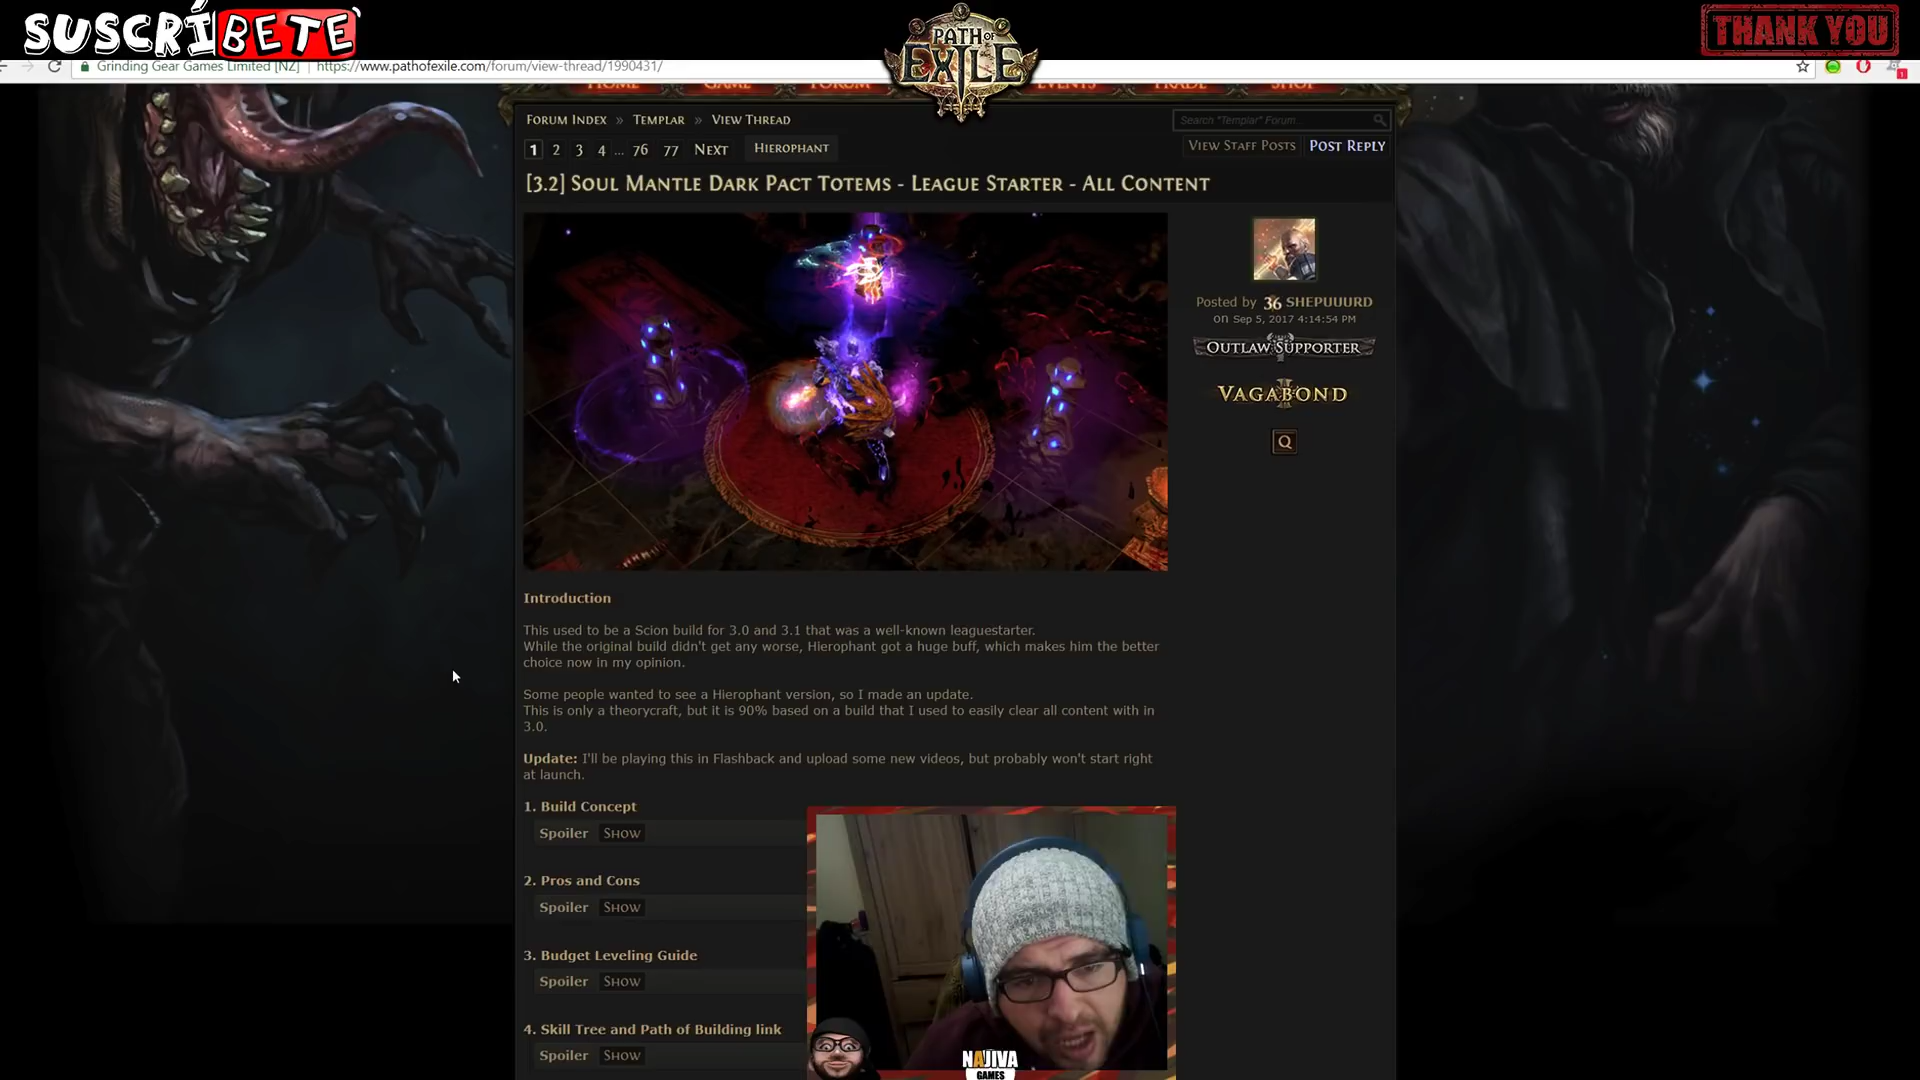 SUSCRÍBETE
PATH OF EXILE
THANK YOU
Grinding Gear Games Limited [NZ] | https://www.pathofexile.com/forum/view-thread/1990431/
HOME GAME FORUM EVENTS TRADE SHOP
FORUM INDEX » TEMPLAR » VIEW THREAD
Search "Templar" Forum...
1 2 3 4 ... 76 77 NEXT HIEROPHANT
VIEW STAFF POSTS POST REPLY
[3.2] SOUL MANTLE DARK PACT TOTEMS - LEAGUE STARTER - ALL CONTENT
Posted by 36 SHEPUUURD
on Sep 5, 2017 4:14:54 PM
OUTLAW SUPPORTER
VAGABOND
Introduction
This used to be a Scion build for 3.0 and 3.1 that was a well-known leaguestarter.
While the original build didn't get any worse, Hierophant got a huge buff, which makes him the better
choice now in my opinion.
Some people wanted to see a Hierophant version, so I made an update.
This is only a theorycraft, but it is 90% based on a build that I used to easily clear all content with in
3.0.
Update: I'll be playing this in Flashback and upload some new videos, but probably won't start right
at launch.
1. Build Concept
Spoiler SHOW
2. Pros and Cons
Spoiler SHOW
3. Budget Leveling Guide
Spoiler SHOW
4. Skill Tree and Path of Building link
Spoiler SHOW
NAJIVA
GAMES